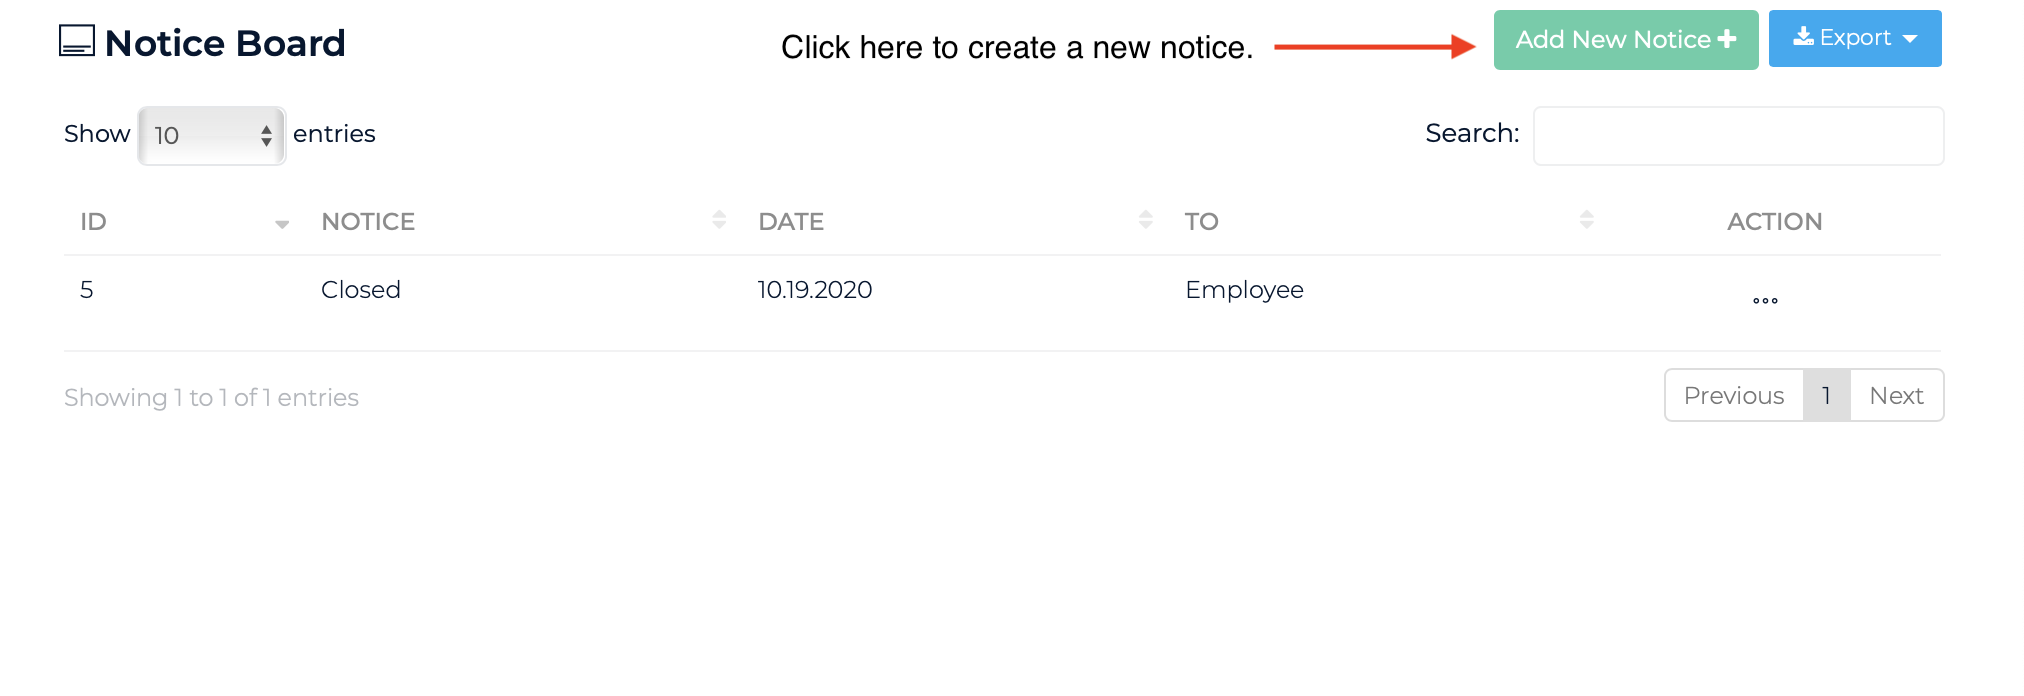 Notice Board
Click here to create a new notice.
Add New Notice
Export
Show 10 entries
Search:
ID NOTICE DATE TO ACTION
5 Closed 10.19.2020 Employee
Showing 1 to 1 of 1 entries
Previous 1 Next